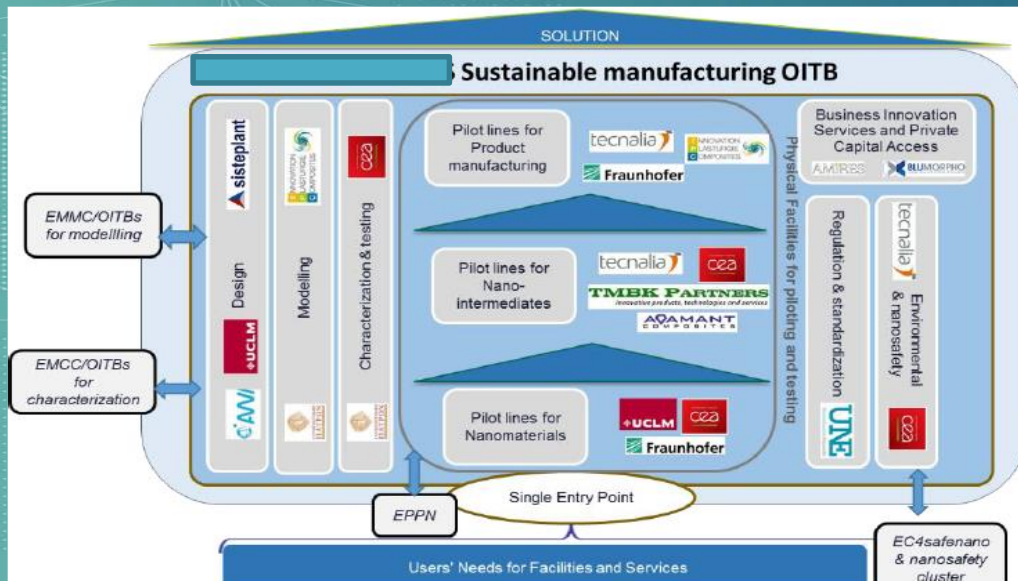 SOLUTION
S Sustainable manufacturing OITB
sisteplant
Design
+UCLM
Modelling
cea
Characterization & testing
Pilot lines for
Product
manufacturing
tecnalia
INNOVATION
PLASTURGIE
COMPOSITES
Fraunhofer
Pilot lines for
Nano-
intermediates
tecnalia
cea
TMBK PARTNERS
innovative products, technologies and services
ADAMANT
COMPOSITES
Pilot lines for
Nanomaterials
+UCLM
cea
Fraunhofer
Physical Facilities for piloting and testing
Business Innovation
Services and Private
Capital Access
AMIRES
BLUMORPHO
Regulation & standardization
UNE
tecnalia
Environmental
& nanosafety
cea
EMMC/OITBs
for modellling
EMCC/OITBs
for
characterization
EPPN
Single Entry Point
EC4safenano
& nanosafety
cluster
Users' Needs for Facilities and Services